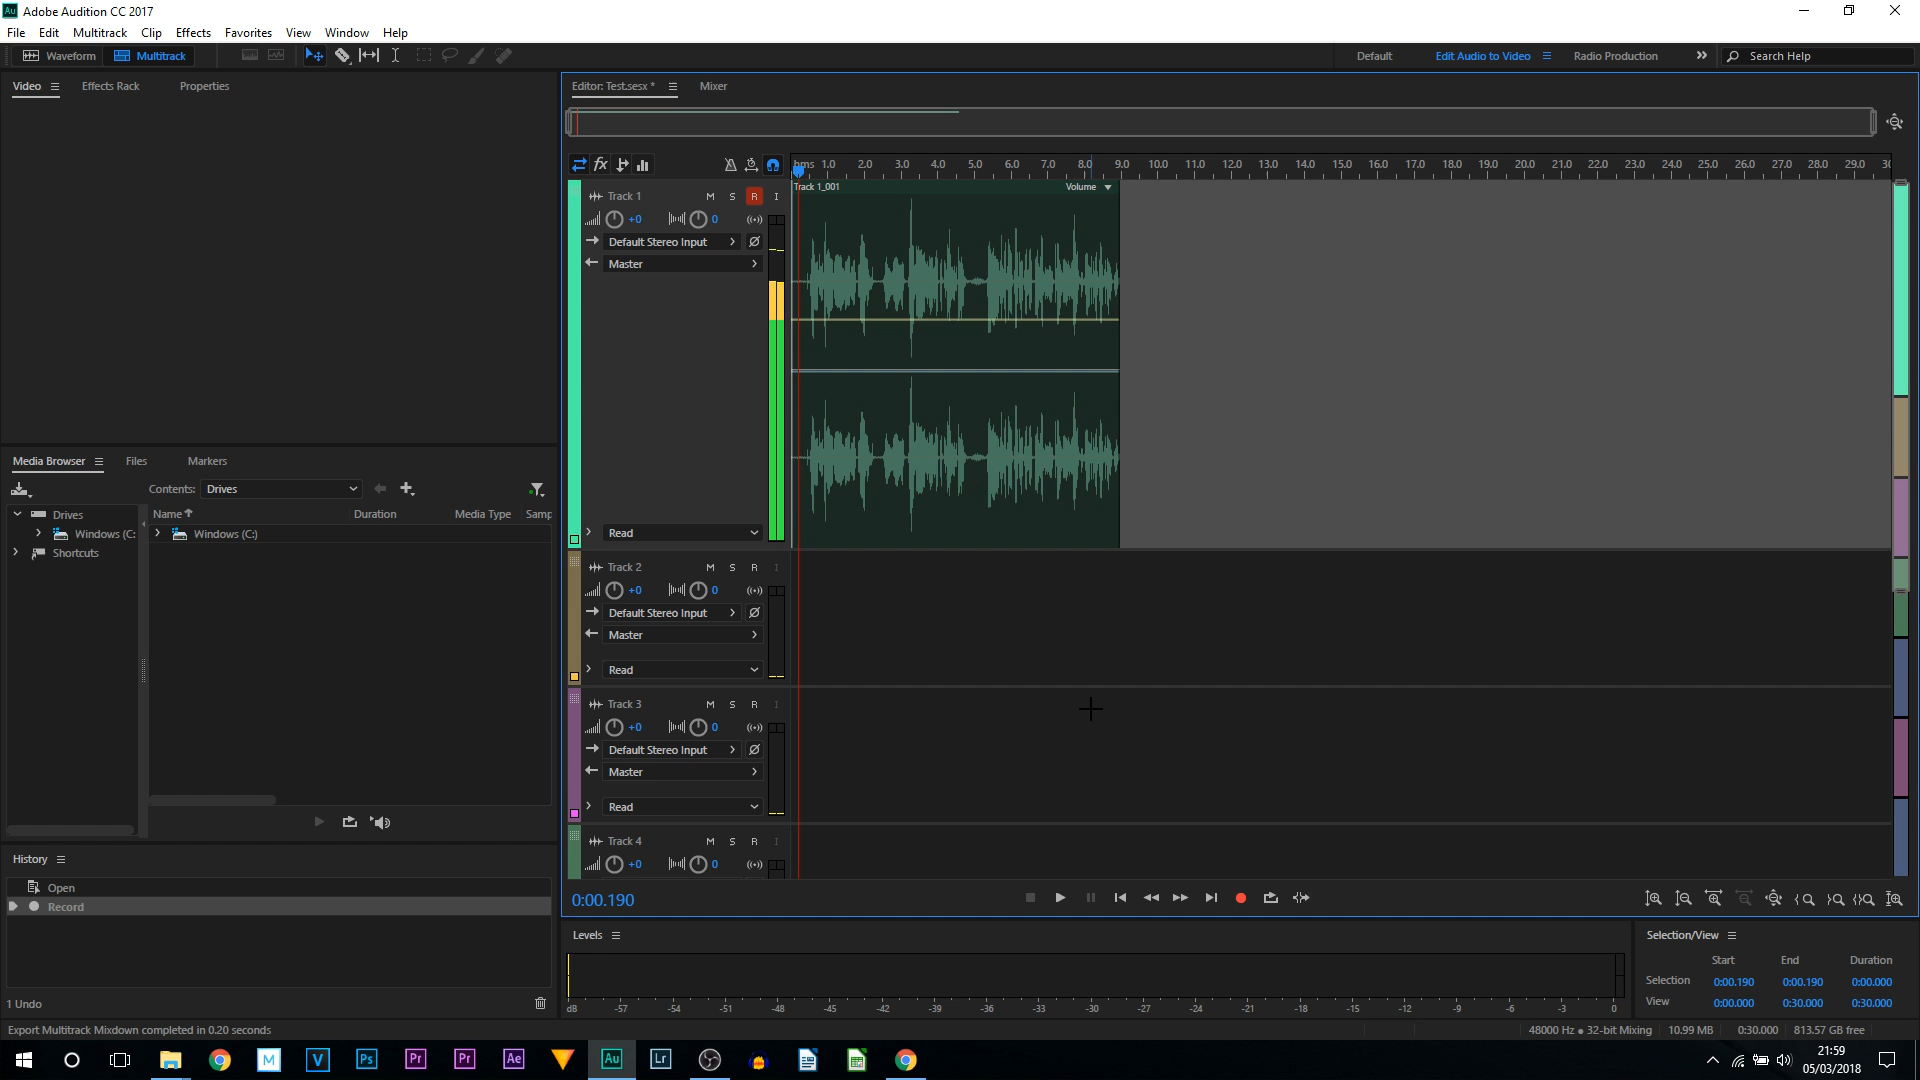 Au Adobe Audition CC 2017
File Edit Multitrack Clip Effects Favorites View Window Help
Waveform Multitrack Default Edit Audio to Video Radio Production Search Help
Video Effects Rack Properties
Editor: Test.sesx * Mixer
hms 1.0 2.0 3.0 4.0 5.0 6.0 7.0 8.0 9.0 10.0 11.0 12.0 13.0 14.0 15.0 16.0 17.0 18.0 19.0 20.0 21.0 22.0 23.0 24.0 25.0 26.0 27.0 28.0 29.0 30
fx
Track 1_001 Volume
Track 1 M S R I
+0 0
Default Stereo Input
Master
Read
Track 2 M S R I
+0 0
Default Stereo Input
Master
Read
Track 3 M S R I
+0 0
Default Stereo Input
Master
Read
Track 4 M S R I
+0 0
Media Browser Files Markers
Contents: Drives
Drives
Windows (C:
Shortcuts
Name Duration Media Type Samp
Windows (C:)
History
Open
Record
1 Undo
0:00.190
Levels
dB -57 -54 -51 -48 -45 -42 -39 -36 -33 -30 -27 -24 -21 -18 -15 -12 -9 -6 -3 0
Selection/View
Start End Duration
Selection 0:00.190 0:00.190 0:00.000
View 0:00.000 0:30.000 0:30.000
Export Multitrack Mixdown completed in 0.20 seconds
48000 Hz ● 32-bit Mixing 10.99 MB 0:30.000 813.57 GB free
M V Ps Pr Pr Ae Au Lr
21:59
05/03/2018